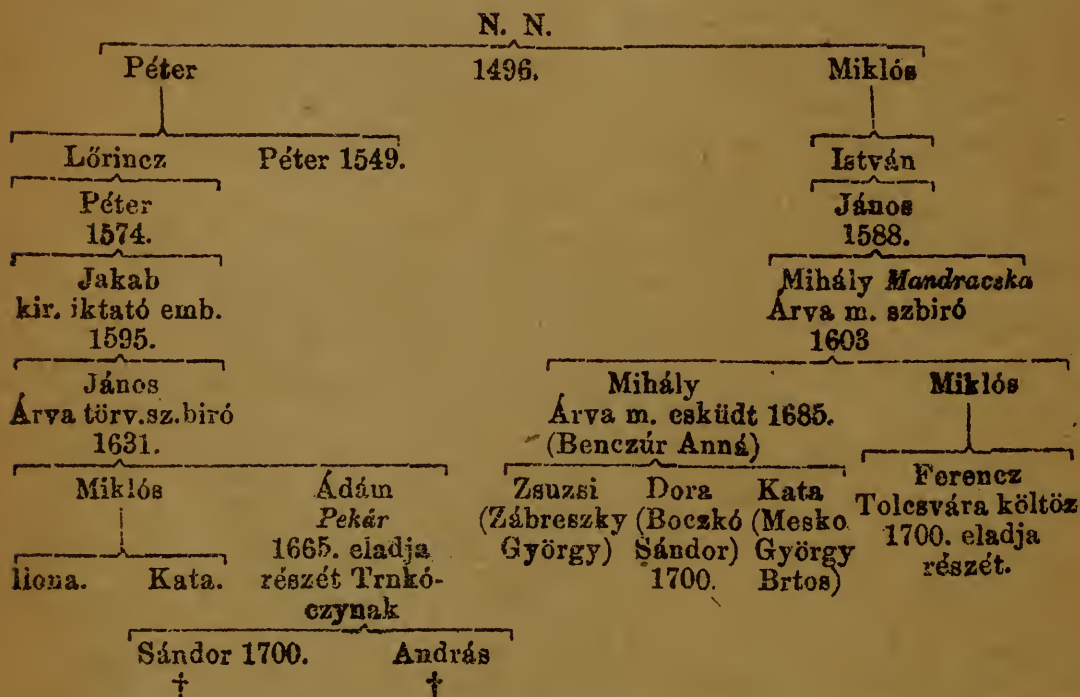 N. N.
Péter 1496. Miklós
Lőrincz Péter 1549. István
Péter János
1574. 1588.
Jakab Mihály Mandracska
kir. iktató emb. Árva m. szbiró
1595. 1603
János Mihály Miklós
Árva törv.sz.biró Árva m. esküdt 1685.
1631. (Benczúr Anná)
Miklós Ádám Zsuzsi Dora Kata Ferencz
Pekár (Zábreszky (Boczkó (Mesko Tolcsvára költöz
1665. eladja György) Sándor) György 1700. eladja
Ilona. Kata. részét Trnkó- 1700. Brtos) részét.
czynak
Sándor 1700. András
† †